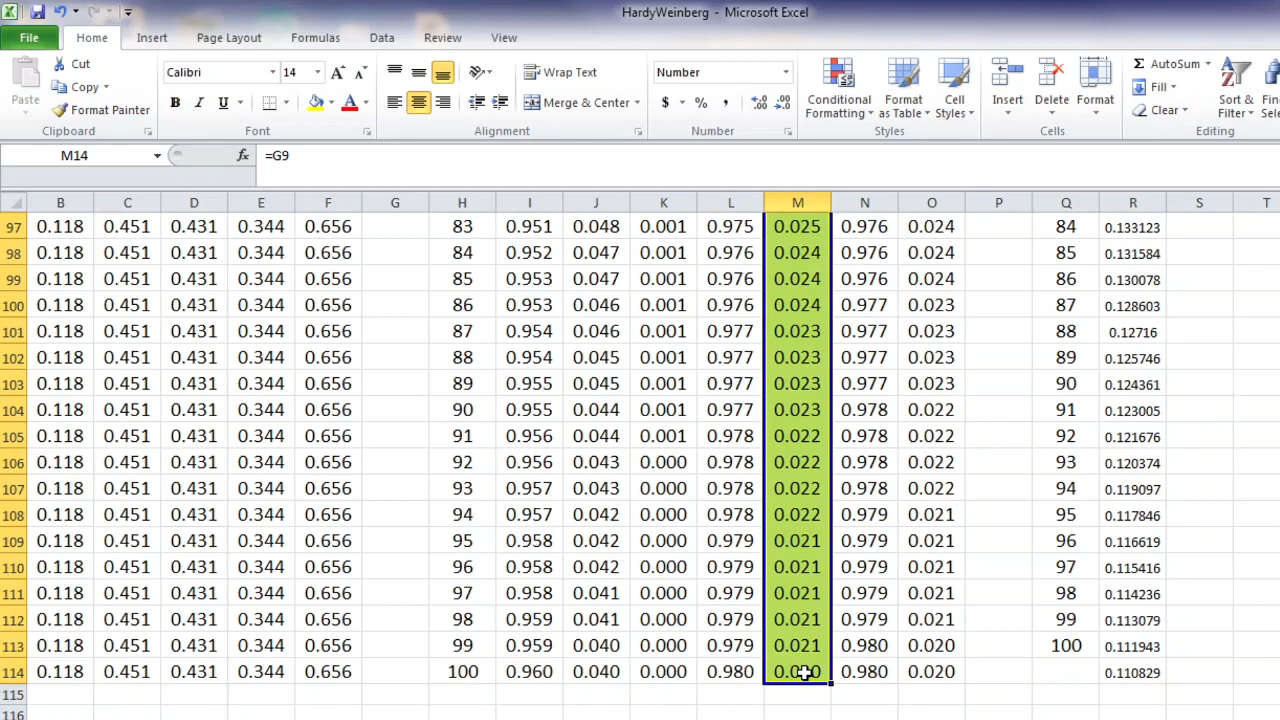 HardyWeinberg - Microsoft Excel
File Home Insert Page Layout Formulas Data Review View
Cut Calibri 14 A A Wrap Text Number Σ AutoSum
Paste Copy Conditional Formatting Format as Table Cell Styles Insert Delete Format Fill Sort & Filter
Format Painter B I U A Merge & Center $ % , .0 .00 .00 .0 Clear
Clipboard Font Alignment Number Styles Cells Editing
M14 fx =G9
B C D E F G H I J K L M N O P Q R S T
97 0.118 0.451 0.431 0.344 0.656 83 0.951 0.048 0.001 0.975 0.025 0.976 0.024 84 0.133123
98 0.118 0.451 0.431 0.344 0.656 84 0.952 0.047 0.001 0.976 0.024 0.976 0.024 85 0.131584
99 0.118 0.451 0.431 0.344 0.656 85 0.953 0.047 0.001 0.976 0.024 0.976 0.024 86 0.130078
100 0.118 0.451 0.431 0.344 0.656 86 0.953 0.046 0.001 0.976 0.024 0.977 0.023 87 0.128603
101 0.118 0.451 0.431 0.344 0.656 87 0.954 0.046 0.001 0.977 0.023 0.977 0.023 88 0.12716
102 0.118 0.451 0.431 0.344 0.656 88 0.954 0.045 0.001 0.977 0.023 0.977 0.023 89 0.125746
103 0.118 0.451 0.431 0.344 0.656 89 0.955 0.045 0.001 0.977 0.023 0.977 0.023 90 0.124361
104 0.118 0.451 0.431 0.344 0.656 90 0.955 0.044 0.001 0.977 0.023 0.978 0.022 91 0.123005
105 0.118 0.451 0.431 0.344 0.656 91 0.956 0.044 0.001 0.978 0.022 0.978 0.022 92 0.121676
106 0.118 0.451 0.431 0.344 0.656 92 0.956 0.043 0.000 0.978 0.022 0.978 0.022 93 0.120374
107 0.118 0.451 0.431 0.344 0.656 93 0.957 0.043 0.000 0.978 0.022 0.978 0.022 94 0.119097
108 0.118 0.451 0.431 0.344 0.656 94 0.957 0.042 0.000 0.978 0.022 0.979 0.021 95 0.117846
109 0.118 0.451 0.431 0.344 0.656 95 0.958 0.042 0.000 0.979 0.021 0.979 0.021 96 0.116619
110 0.118 0.451 0.431 0.344 0.656 96 0.958 0.042 0.000 0.979 0.021 0.979 0.021 97 0.115416
111 0.118 0.451 0.431 0.344 0.656 97 0.958 0.041 0.000 0.979 0.021 0.979 0.021 98 0.114236
112 0.118 0.451 0.431 0.344 0.656 98 0.959 0.041 0.000 0.979 0.021 0.979 0.021 99 0.113079
113 0.118 0.451 0.431 0.344 0.656 99 0.959 0.040 0.000 0.979 0.021 0.980 0.020 100 0.111943
114 0.118 0.451 0.431 0.344 0.656 100 0.960 0.040 0.000 0.980 0.980 0.020 0.110829
115
116